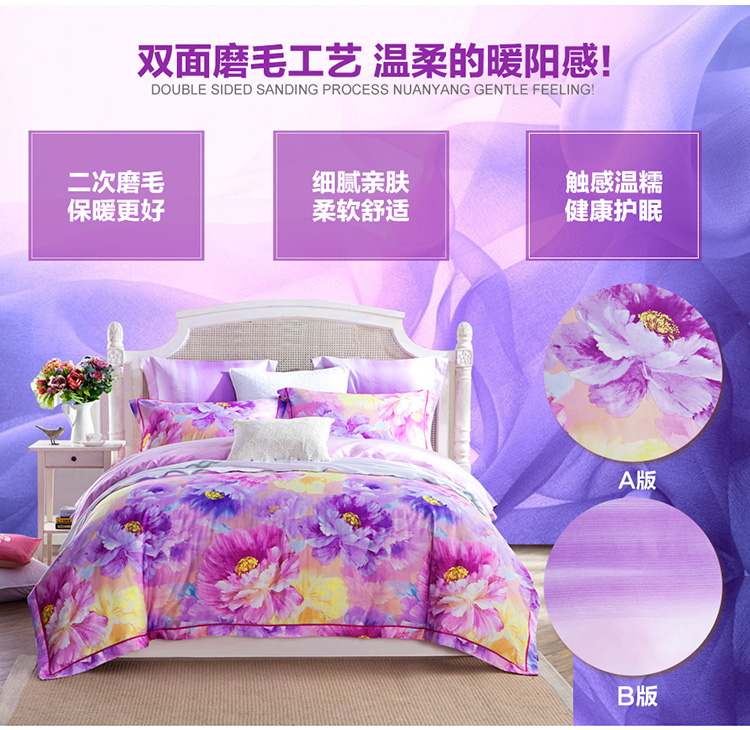 双面磨毛工艺 温柔的暖阳感!
DOUBLE SIDED SANDING PROCESS NUANYANG GENTLE FEELING!
二次磨毛
保暖更好
细腻亲肤
柔软舒适
触感温糯
健康护眠
A版
B版